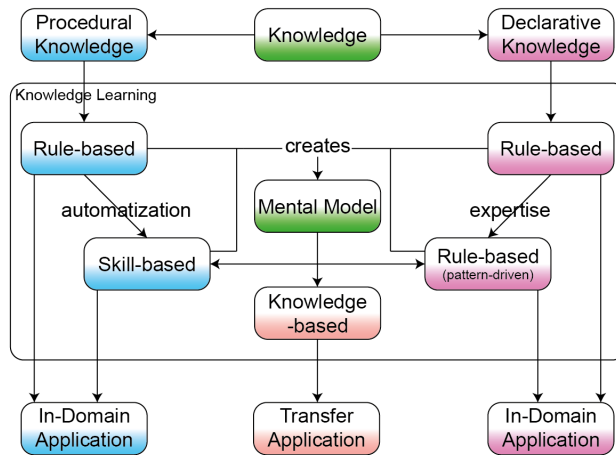 Procedural
Knowledge
Knowledge
Declarative
Knowledge
Knowledge Learning
Rule-based
creates
Rule-based
automatization
Mental Model
expertise
Skill-based
Rule-based
(pattern-driven)
Knowledge
-based
In-Domain
Application
Transfer
Application
In-Domain
Application